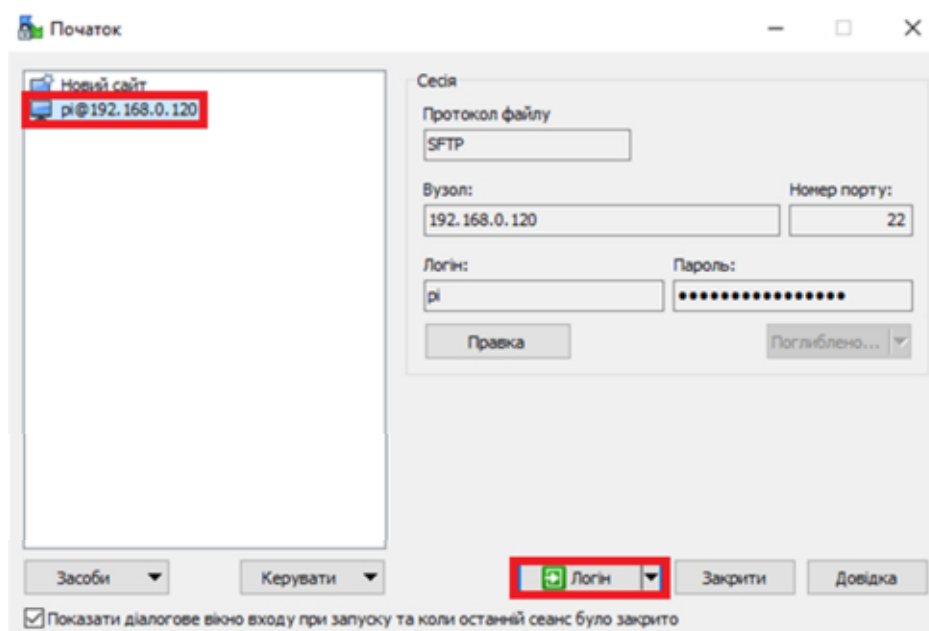 Початок
Новий сайт
pi@192.168.0.120
Сесія
Протокол файлу
SFTP
Вузол: Номер порту:
192.168.0.120 22
Логін: Пароль:
pi ••••••••••••••••
Правка Поглиблено...
Засоби Керувати Логін Закрити Довідка
Показати діалогове вікно входу при запуску та коли останній сеанс було закрито